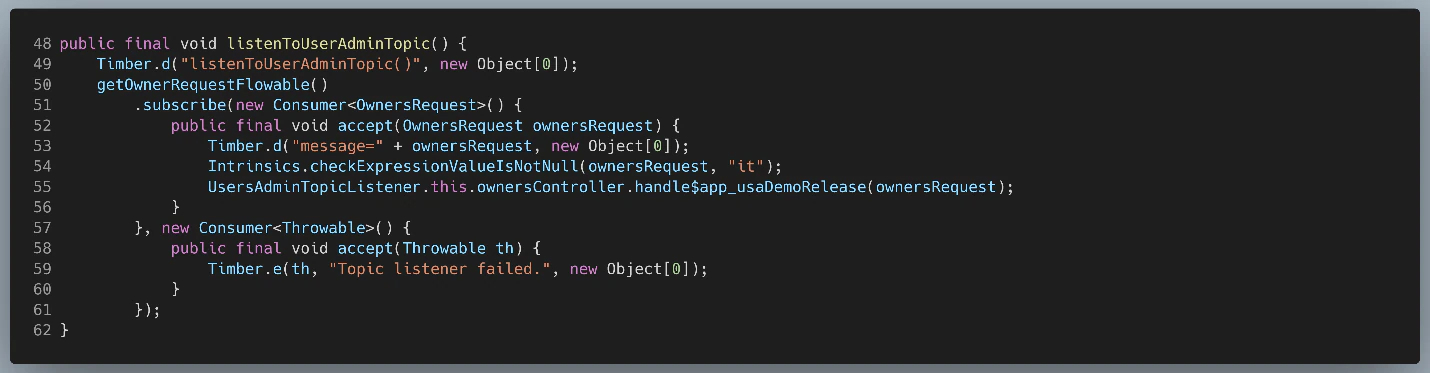 48 public final void listenToUserAdminTopic() {
49     Timber.d("listenToUserAdminTopic()", new Object[0]);
50     getOwnerRequestFlowable()
51         .subscribe(new Consumer<OwnersRequest>() {
52             public final void accept(OwnersRequest ownersRequest) {
53                 Timber.d("message=" + ownersRequest, new Object[0]);
54                 Intrinsics.checkExpressionValueIsNotNull(ownersRequest, "it");
55                 UsersAdminTopicListener.this.ownersController.handle$app_usaDemoRelease(ownersRequest);
56             }
57         }, new Consumer<Throwable>() {
58             public final void accept(Throwable th) {
59                 Timber.e(th, "Topic listener failed.", new Object[0]);
60             }
61         });
62 }